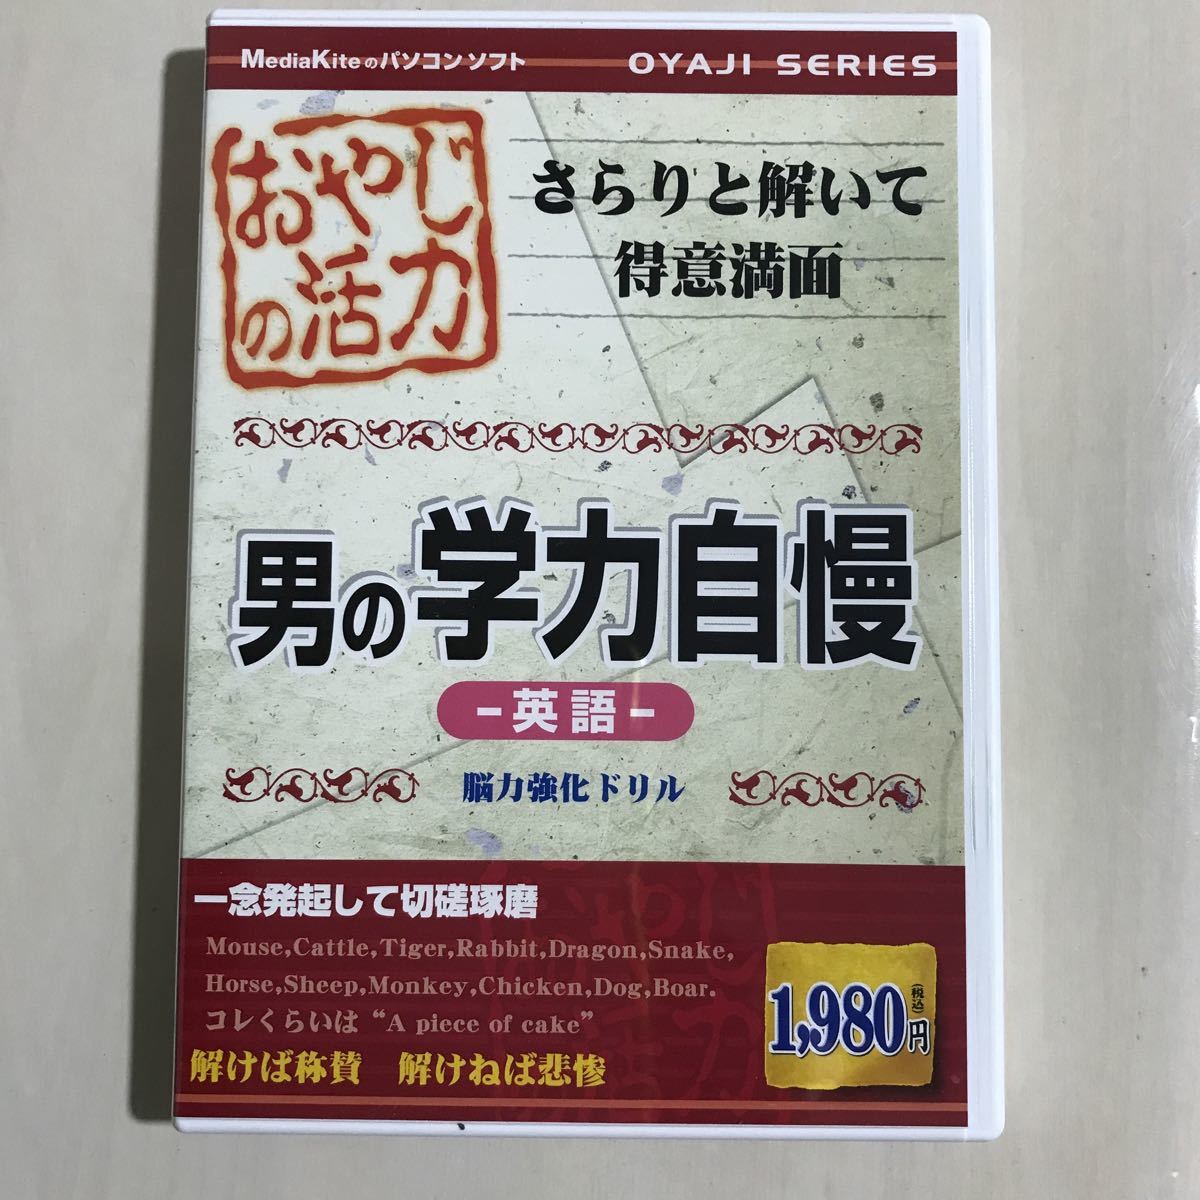 MediaKiteのパソコンソフト OYAJI SERIES
おやじ
の活力
さらりと解いて
得意満面
男の学力自慢
-英語-
脳力強化ドリル
一念発起して切磋琢磨
Mouse,Cattle,Tiger,Rabbit,Dragon,Snake,
Horse,Sheep,Monkey,Chicken,Dog,Boar.
コレくらいは“A piece of cake”
解けば称賛 解けねば悲惨
1,980円(税込)